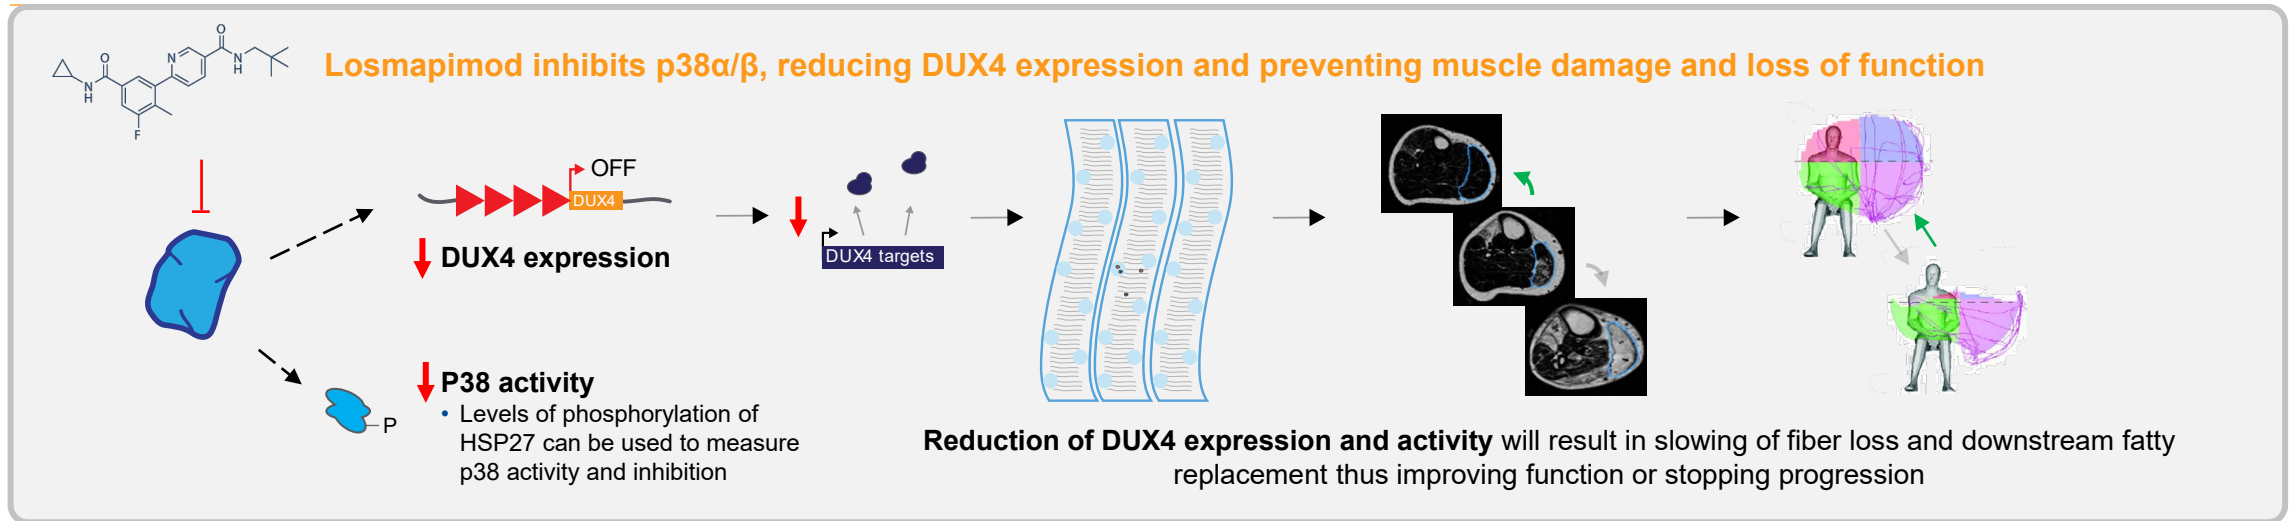 Losmapimod inhibits p38α/β, reducing DUX4 expression and preventing muscle damage and loss of function
O
N
H
O
N
N
H
F
OFF
DUX4
DUX4 expression
DUX4 targets
P38 activity
• Levels of phosphorylation of
HSP27 can be used to measure
p38 activity and inhibition
P
Reduction of DUX4 expression and activity will result in slowing of fiber loss and downstream fatty
replacement thus improving function or stopping progression